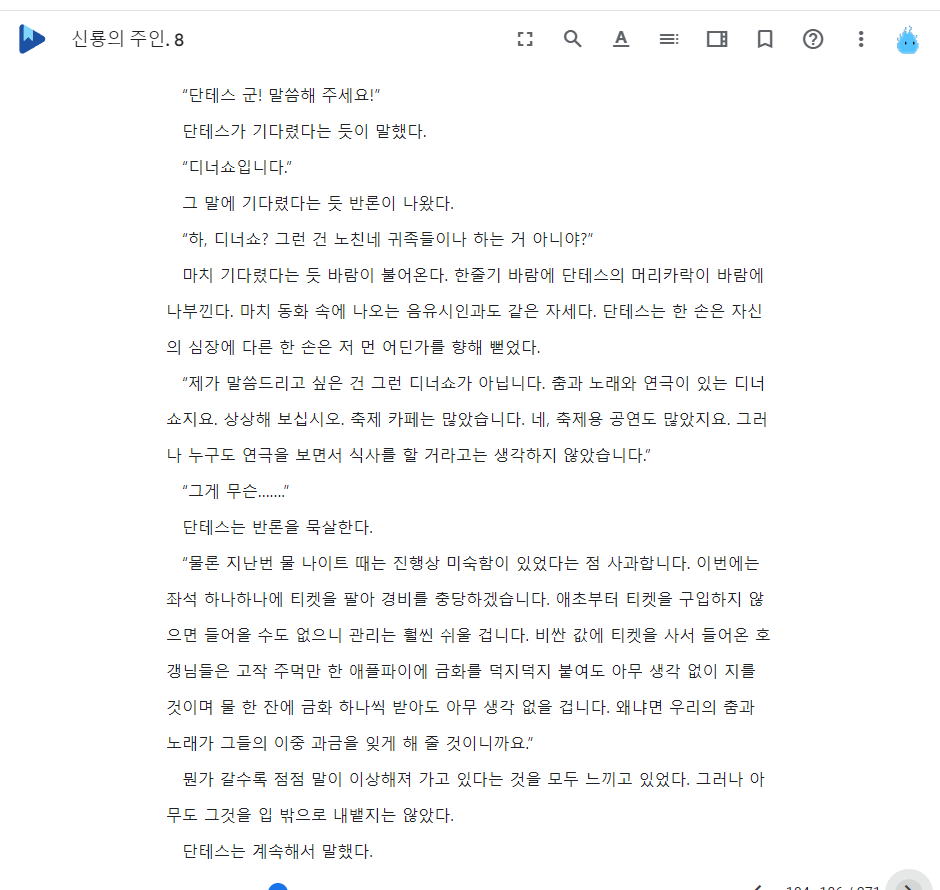 신룡의 주인. 8
“단테스 군! 말씀해 주세요!”
단테스가 기다렸다는 듯이 말했다.
“디너쇼입니다.”
그 말에 기다렸다는 듯 반론이 나왔다.
“하, 디너쇼? 그런 건 노친네 귀족들이나 하는 거 아니야?”
마치 기다렸다는 듯 바람이 불어온다. 한줄기 바람에 단테스의 머리카락이 바람에
나부낀다. 마치 동화 속에 나오는 음유시인과도 같은 자세다. 단테스는 한 손은 자신
의 심장에 다른 한 손은 저 먼 어딘가를 향해 뻗었다.
“제가 말씀드리고 싶은 건 그런 디너쇼가 아닙니다. 춤과 노래와 연극이 있는 디너
쇼지요. 상상해 보십시오. 축제 카페는 많았습니다. 네, 축제용 공연도 많았지요. 그러
나 누구도 연극을 보면서 식사를 할 거라고는 생각하지 않았습니다.”
“그게 무슨…….”
단테스는 반론을 묵살한다.
“물론 지난번 물 나이트 때는 진행상 미숙함이 있었다는 점 사과합니다. 이번에는
좌석 하나하나에 티켓을 팔아 경비를 충당하겠습니다. 애초부터 티켓을 구입하지 않
으면 들어올 수도 없으니 관리는 훨씬 쉬울 겁니다. 비싼 값에 티켓을 사서 들어온 호
갱님들은 고작 주먹만 한 애플파이에 금화를 덕지덕지 붙여도 아무 생각 없이 지를
것이며 물 한 잔에 금화 하나씩 받아도 아무 생각 없을 겁니다. 왜냐면 우리의 춤과
노래가 그들의 이중 과금을 잊게 해 줄 것이니까요.”
뭔가 갈수록 점점 말이 이상해져 가고 있다는 것을 모두 느끼고 있었다. 그러나 아
무도 그것을 입 밖으로 내뱉지는 않았다.
단테스는 계속해서 말했다.